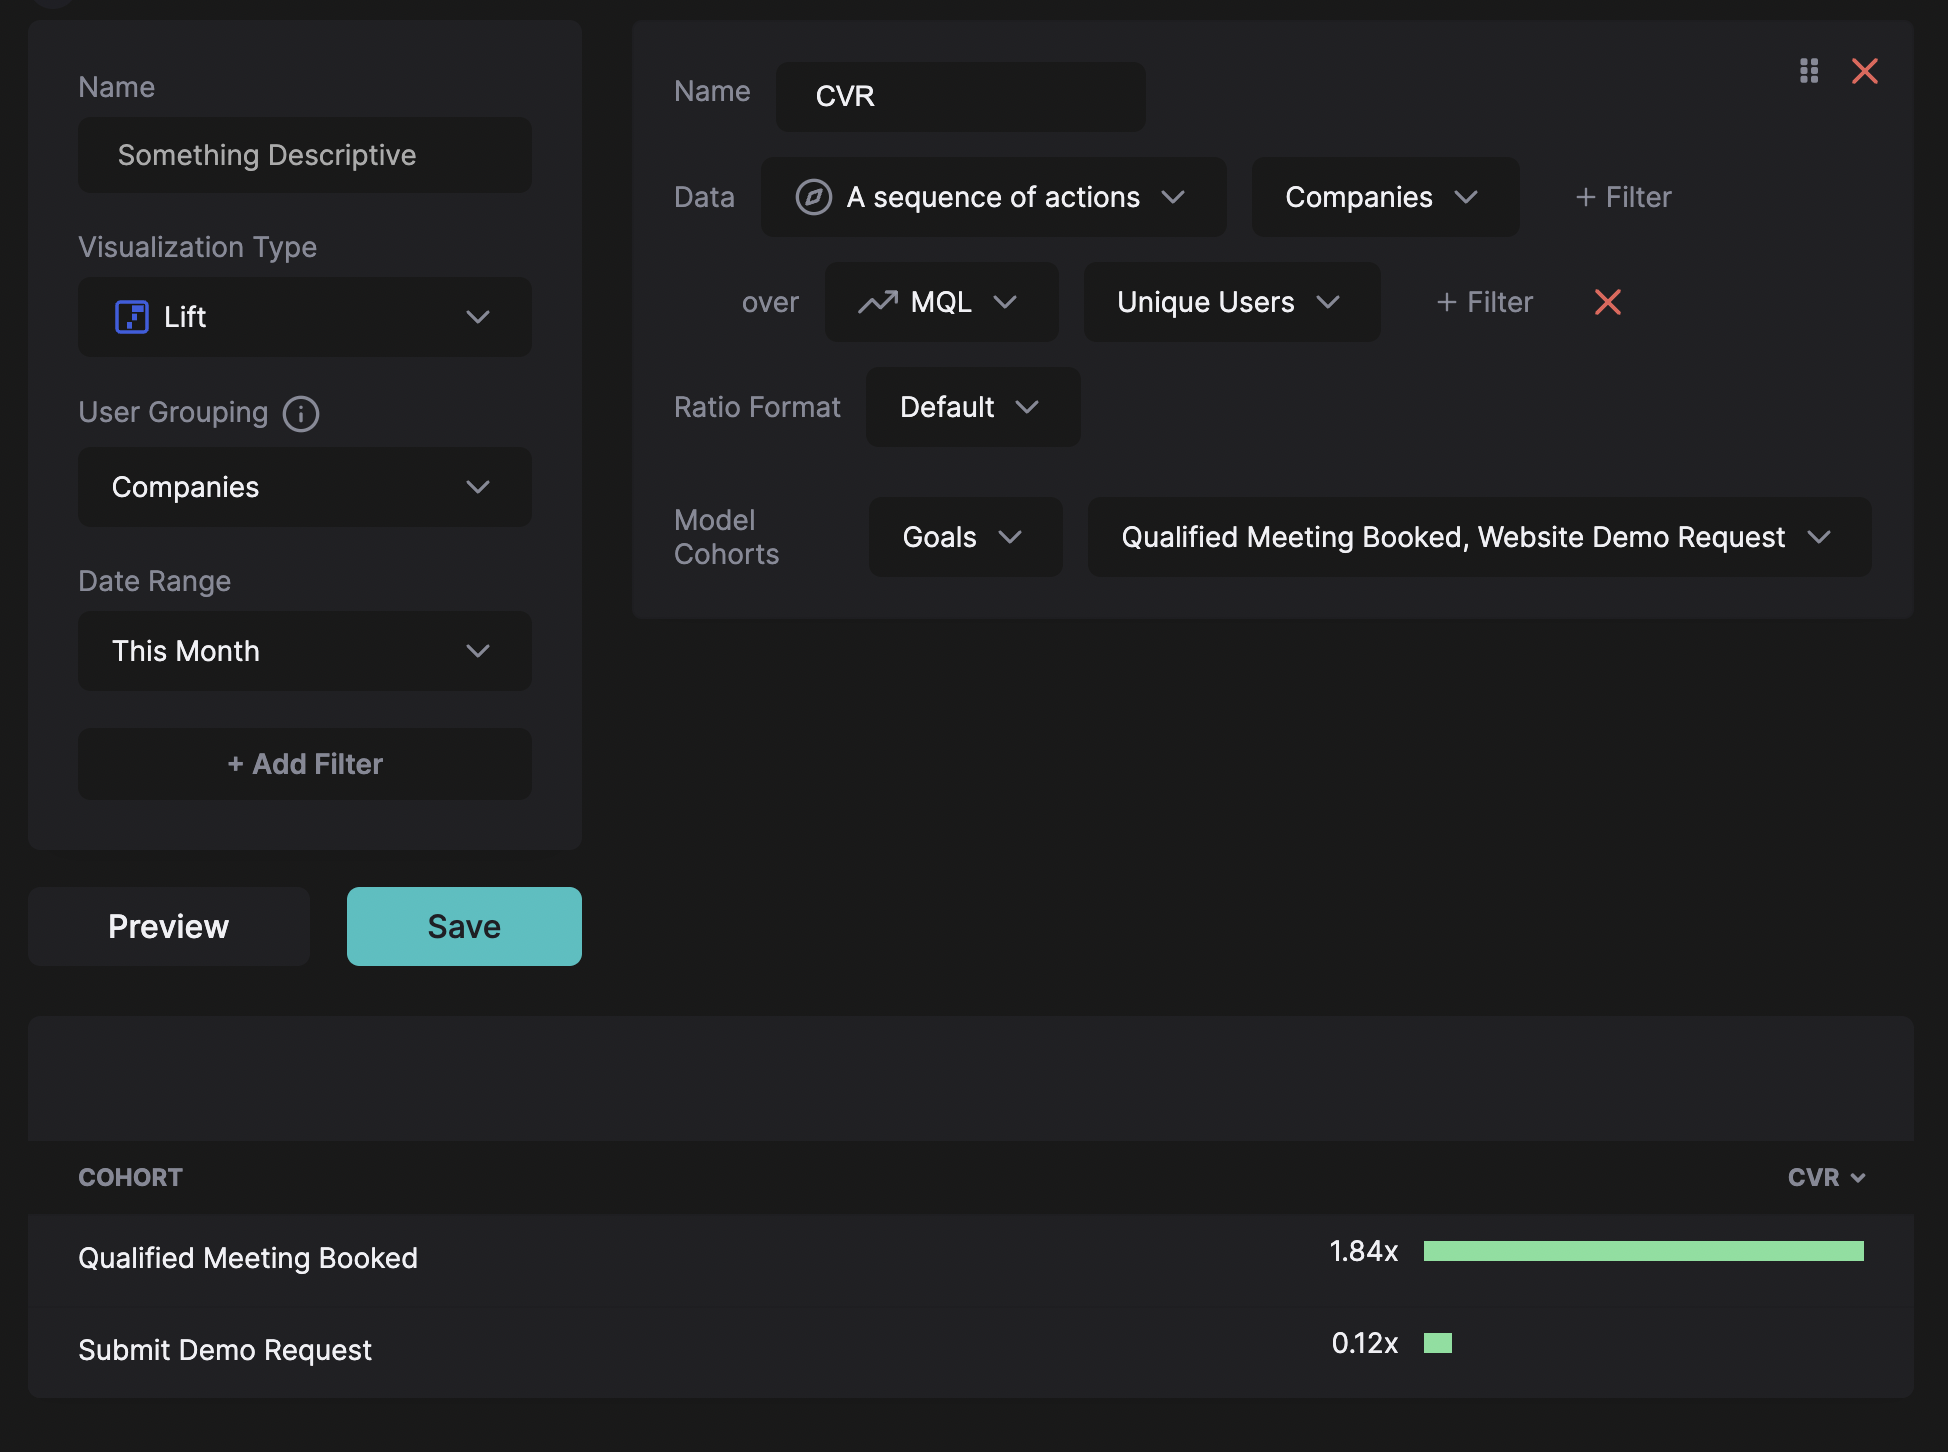 Name
Something Descriptive
Visualization Type
Lift
User Grouping
Companies
Date Range
This Month
+ Add Filter
Preview
Save
Name CVR
Data A sequence of actions Companies + Filter
over MQL Unique Users + Filter
Ratio Format Default
Model
Cohorts
Goals Qualified Meeting Booked, Website Demo Request
COHORT CVR
Qualified Meeting Booked 1.84x
Submit Demo Request 0.12x